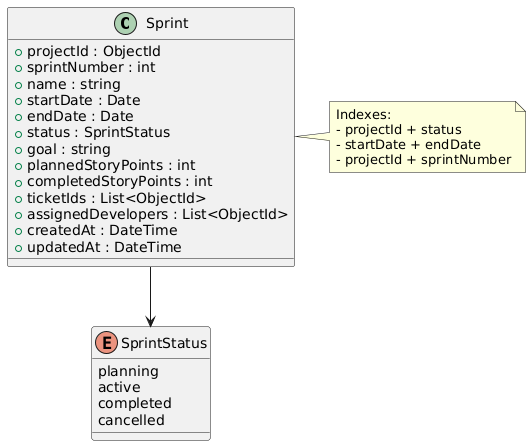 C Sprint
projectId : ObjectId
sprintNumber : int
name : string
startDate : Date
endDate : Date
status : SprintStatus
goal : string
plannedStoryPoints : int
completedStoryPoints : int
ticketIds : List<ObjectId>
assignedDevelopers : List<ObjectId>
createdAt : DateTime
updatedAt : DateTime
Indexes:
- projectId + status
- startDate + endDate
- projectId + sprintNumber
E SprintStatus
planning
active
completed
cancelled